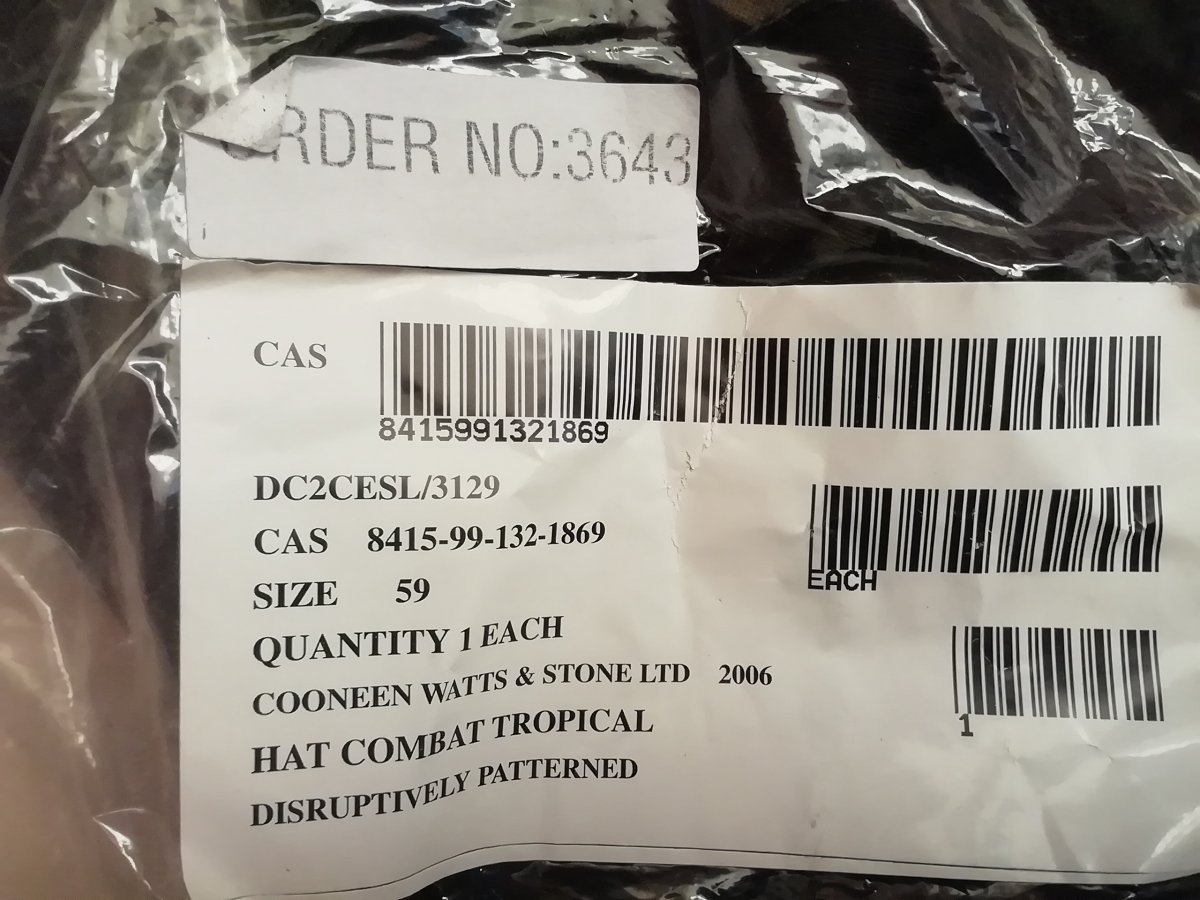 ORDER NO:3643
CAS
8415991321869
DC2CESL/3129
CAS 8415-99-132-1869
EACH
SIZE 59
QUANTITY 1 EACH
COONEEN WATTS & STONE LTD 2006
1
HAT COMBAT TROPICAL
DISRUPTIVELY PATTERNED